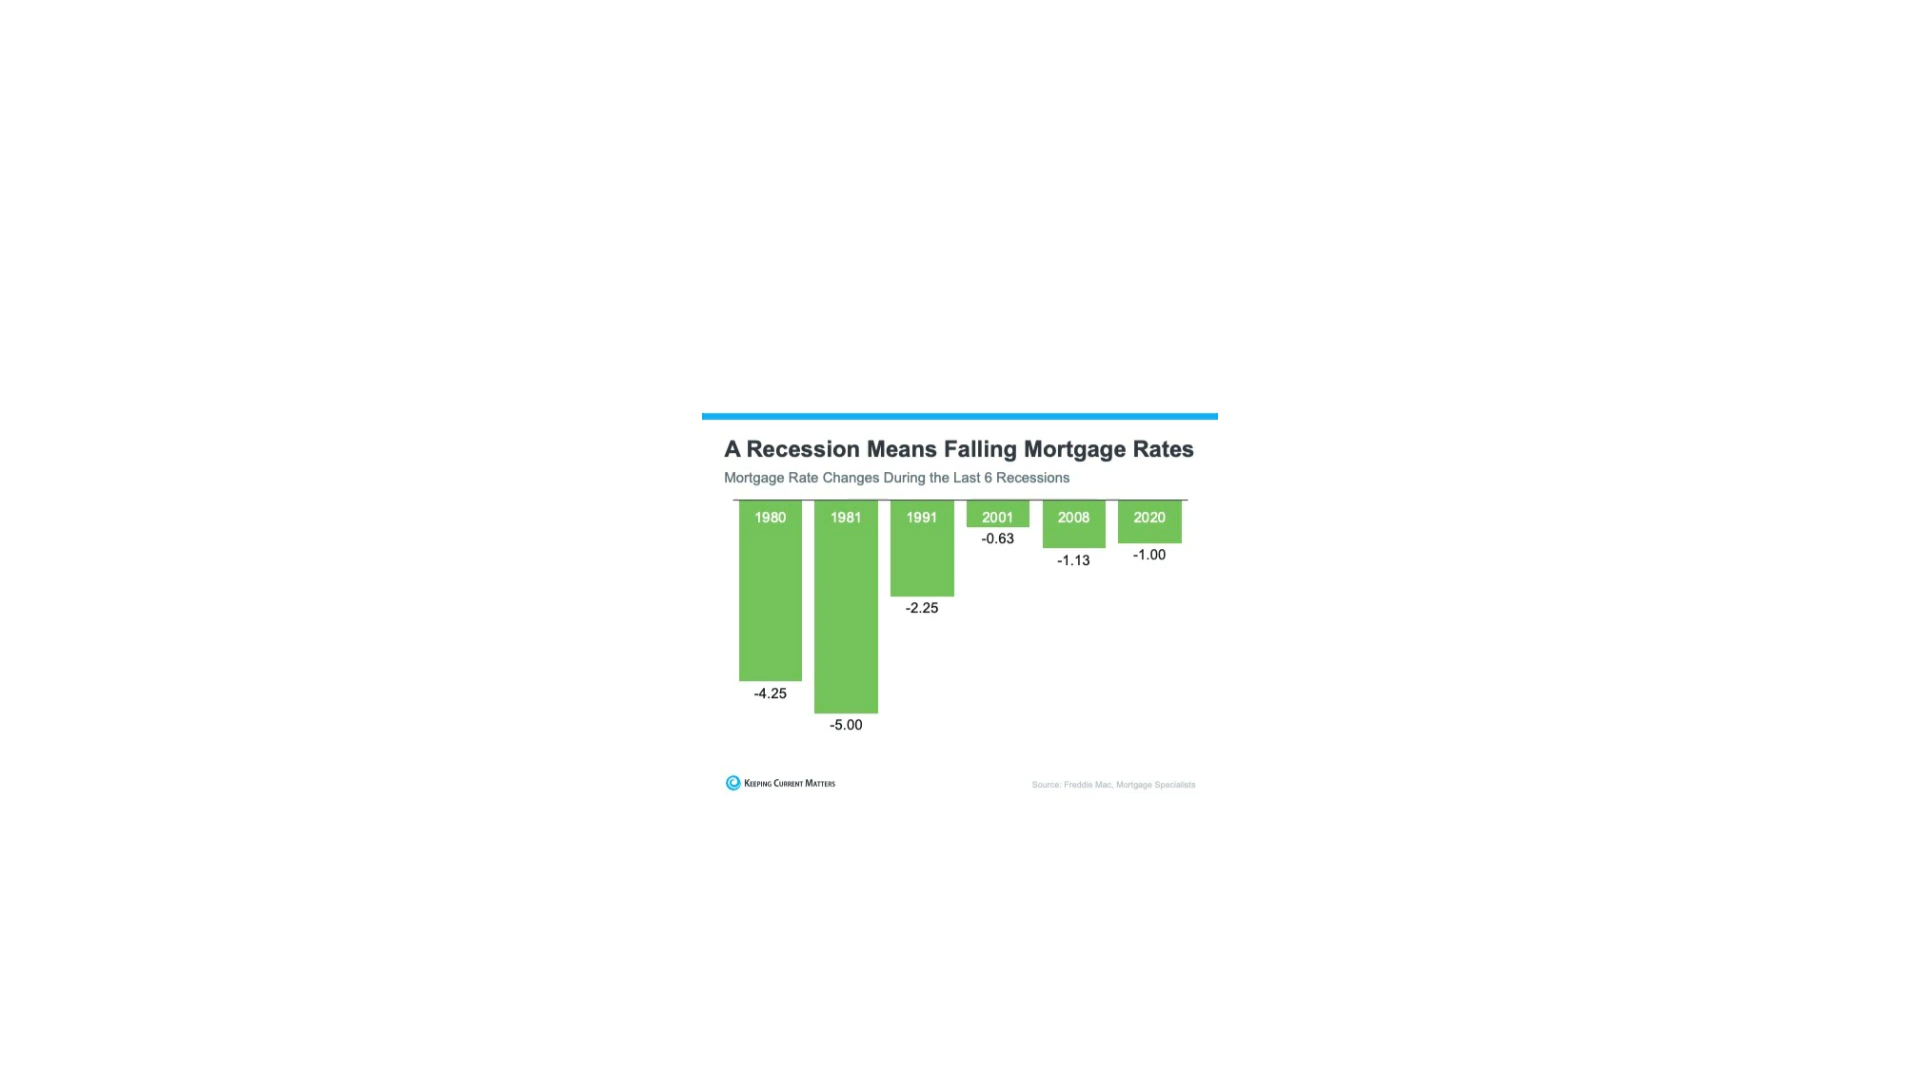 A Recession Means Falling Mortgage Rates
Mortgage Rate Changes During the Last 6 Recessions
1980 1981 1991 2001 2008 2020
-0.63
-1.00
-1.13
-2.25
-4.25
-5.00
KEEPING CURRENT MATTERS
Source: Freddie Mac, Mortgage Specialists